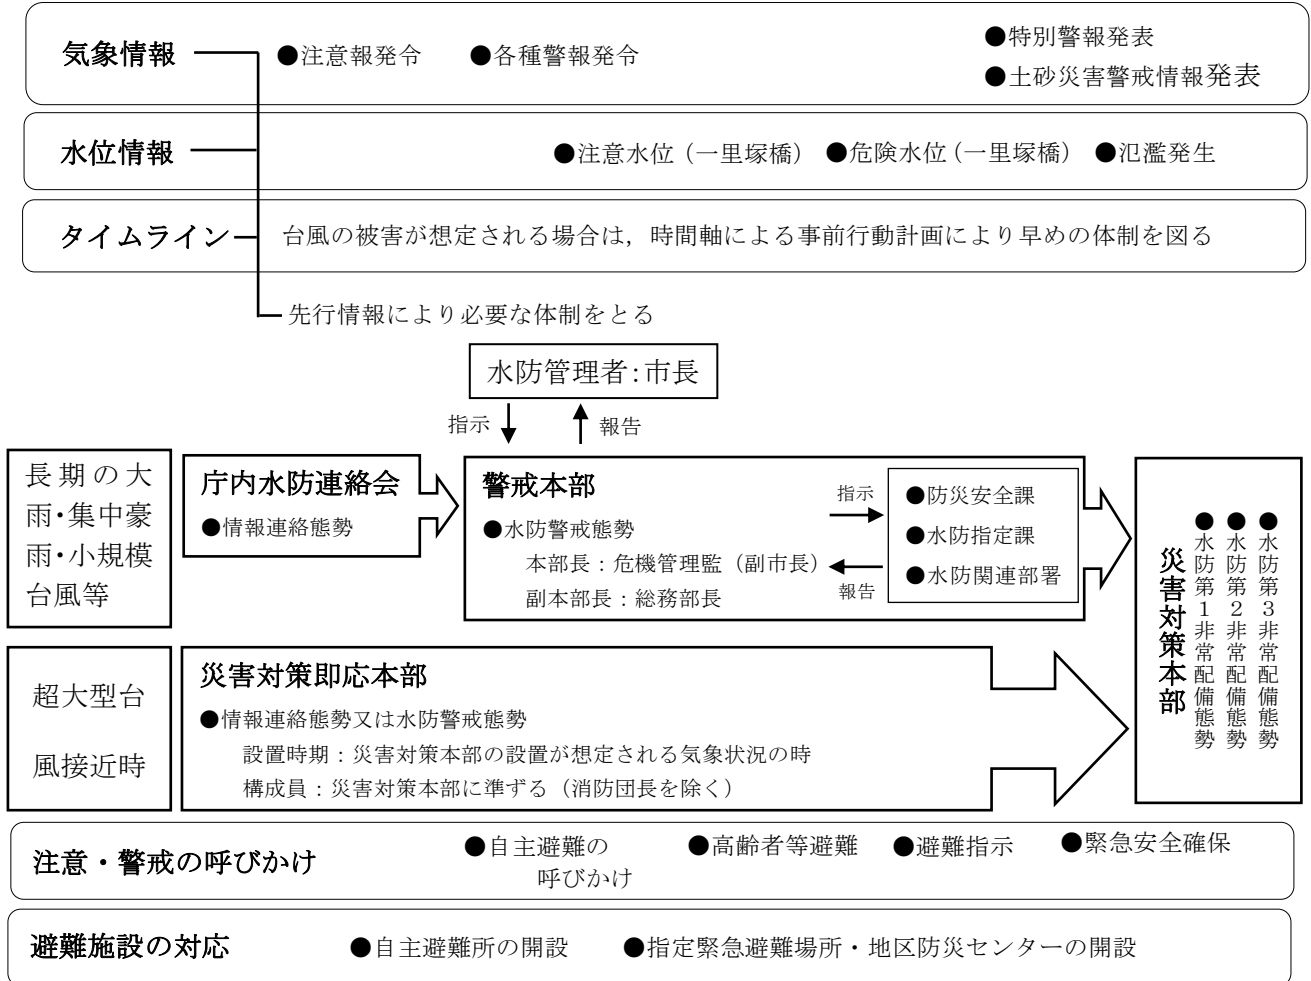 気象情報
●注意報発令
●各種警報発令
●特別警報発表
●土砂災害警戒情報発表
水位情報
●注意水位（一里塚橋）
●危険水位（一里塚橋）
●氾濫発生
タイムライン
台風の被害が想定される場合は，時間軸による事前行動計画により早めの体制を図る
先行情報により必要な体制をとる
水防管理者：市長
指示
報告
長期の大
雨・集中豪
雨・小規模
台風等
庁内水防連絡会
●情報連絡態勢
警戒本部
●水防警戒態勢
本部長：危機管理監（副市長）
副本部長：総務部長
指示
報告
●防災安全課
●水防指定課
●水防関連部署
災害対策本部
●水防第１非常配備態勢
●水防第２非常配備態勢
●水防第３非常配備態勢
超大型台
風接近時
災害対策即応本部
●情報連絡態勢又は水防警戒態勢
設置時期：災害対策本部の設置が想定される気象状況の時
構成員：災害対策本部に準ずる（消防団長を除く）
注意・警戒の呼びかけ
●自主避難の
呼びかけ
●高齢者等避難
●避難指示
●緊急安全確保
避難施設の対応
●自主避難所の開設
●指定緊急避難場所・地区防災センターの開設